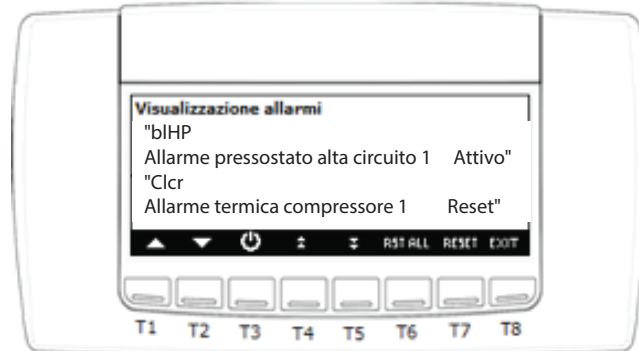 Visualizzazione allarmi
"blHP
Allarme pressostato alta circuito 1 Attivo"
"Clcr
Allarme termica compressore 1 Reset"
RST ALL RESET EXIT
T1 T2 T3 T4 T5 T6 T7 T8